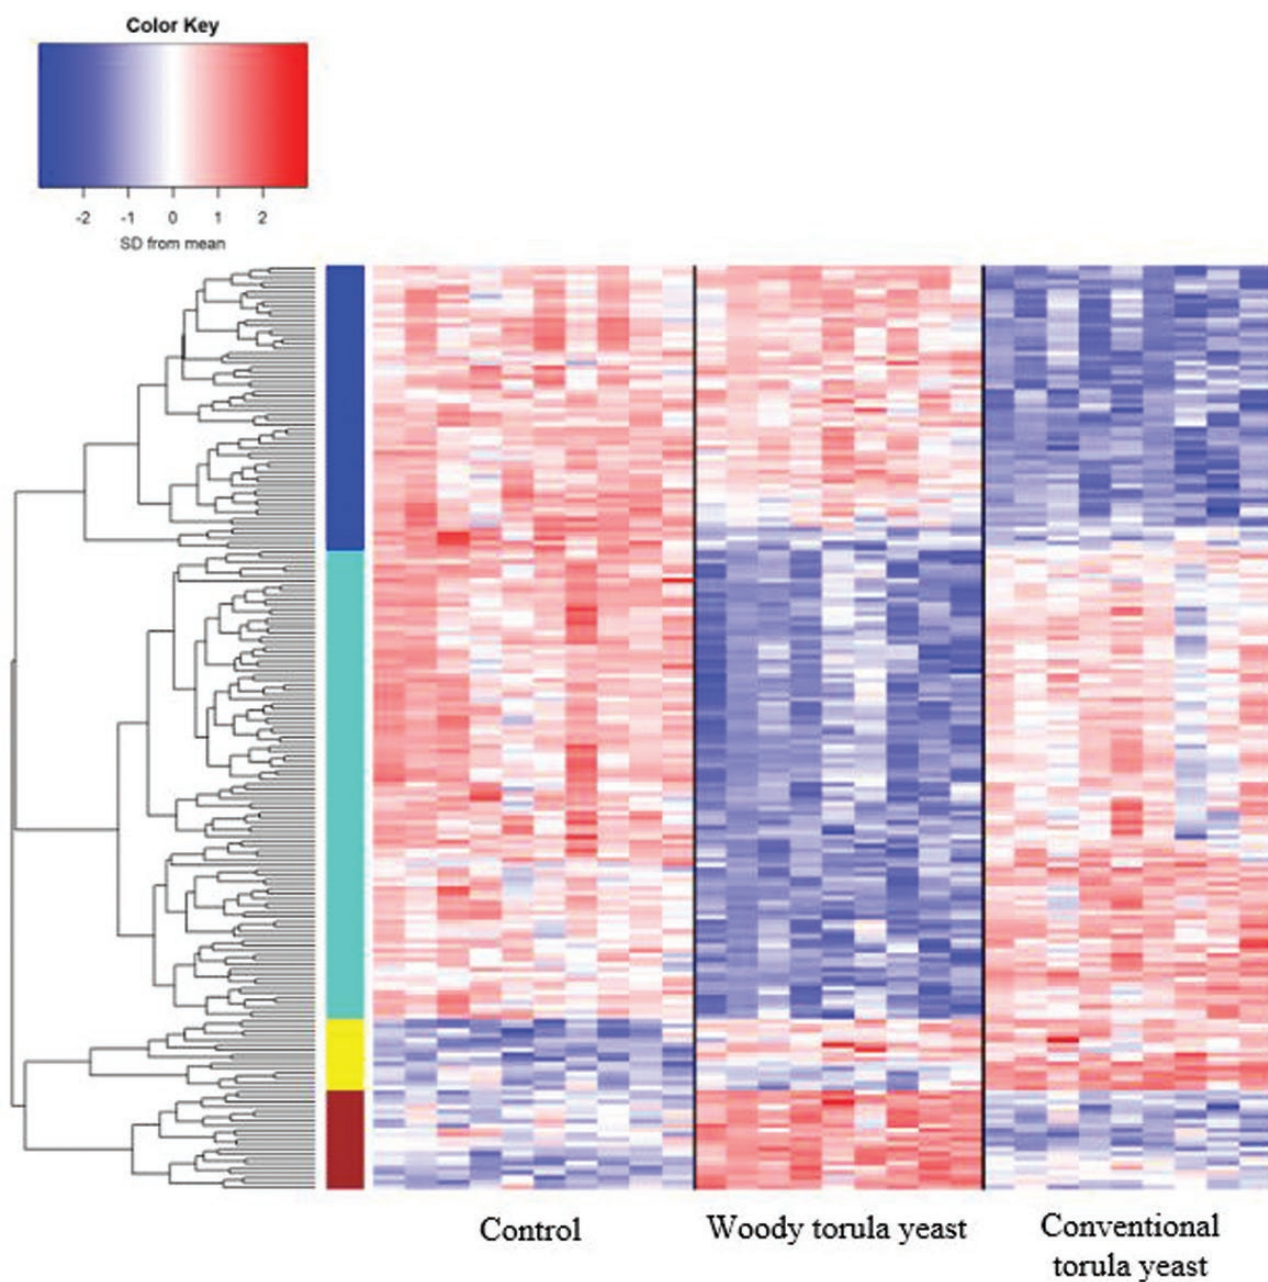 Color Key
-2 -1 0 1 2
SD from mean
Control
Woody torula yeast
Conventional
torula yeast